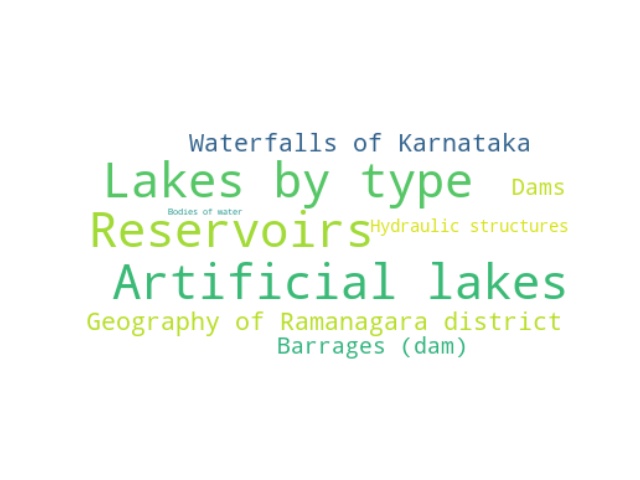 Waterfalls of Karnataka
Lakes by type
Dams
Bodies of water
Reservoirs
Hydraulic structures
Artificial lakes
Geography of Ramanagara district
Barrages (dam)